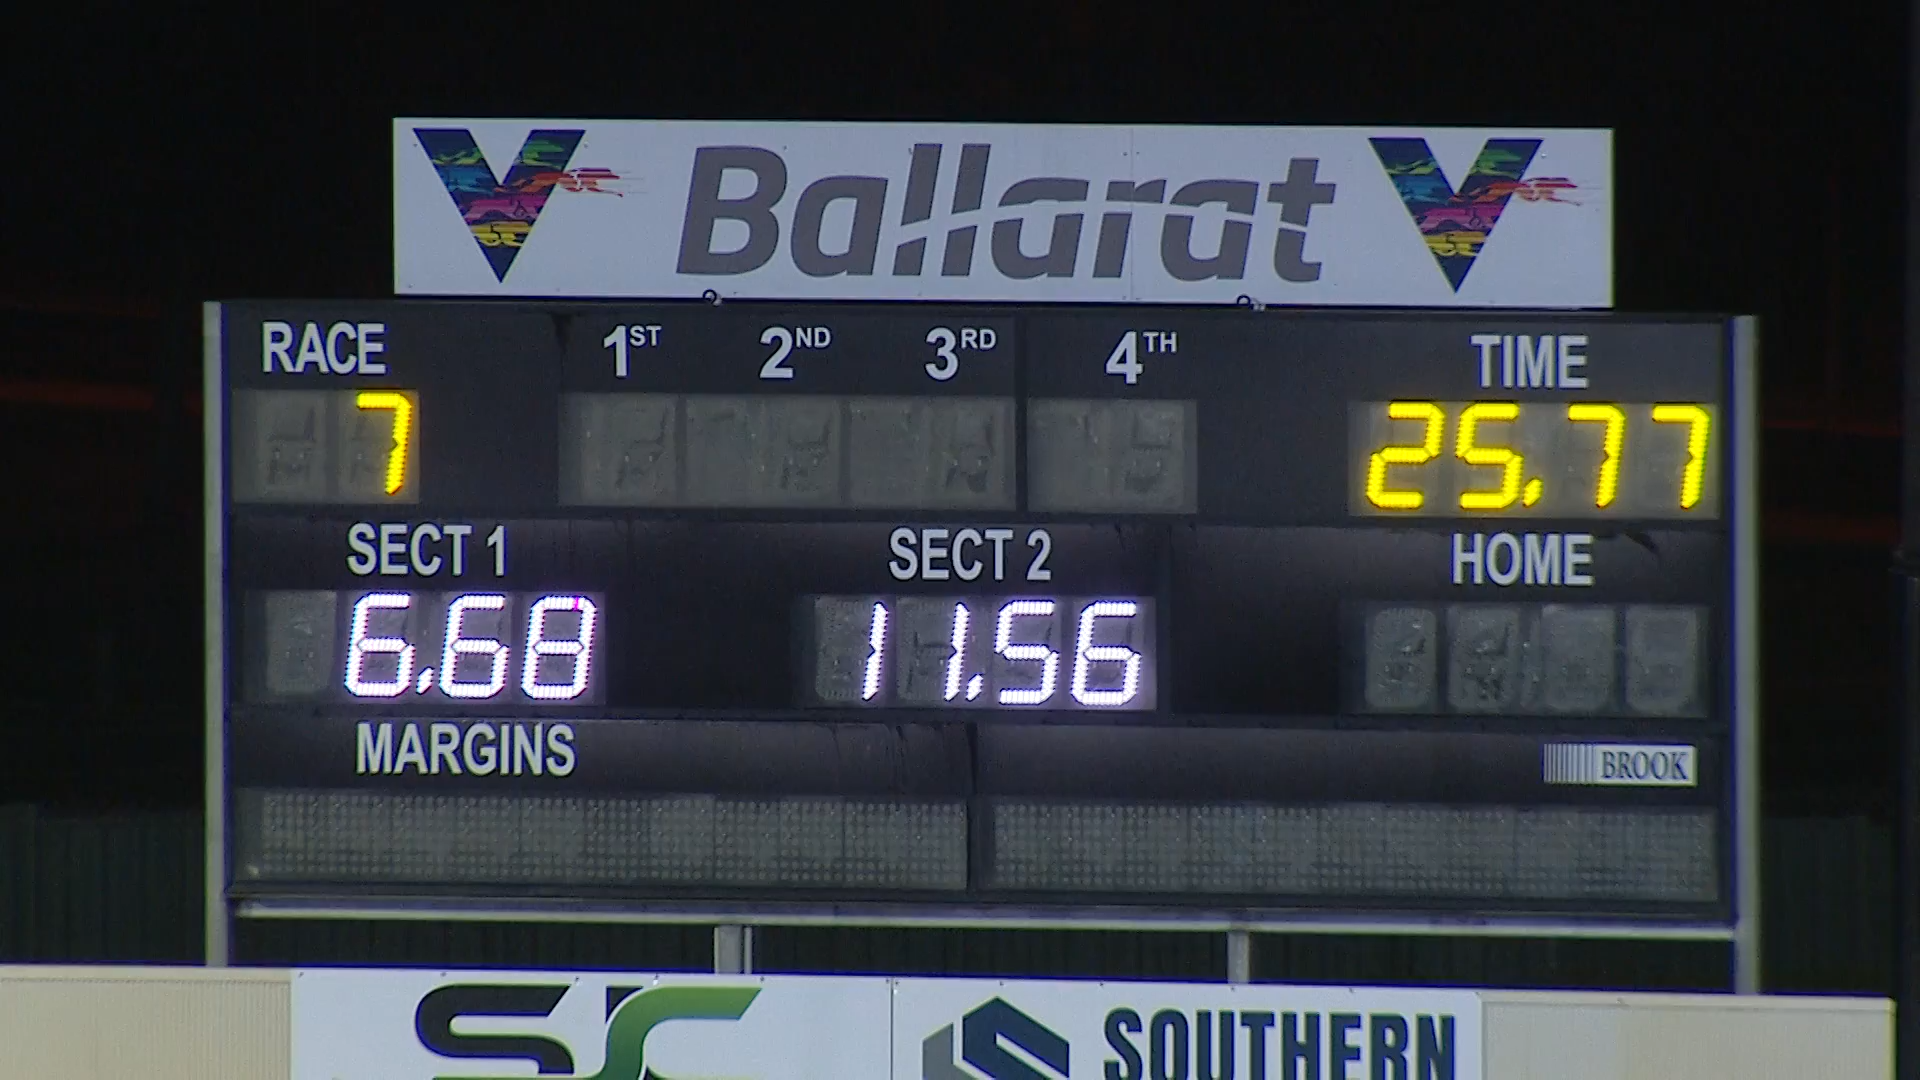 Ballarat
RACE 1ST 2ND 3RD 4TH TIME
7 25.77
SECT 1 SECT 2 HOME
6.68 11.56
MARGINS
BROOK
SOUTHERN